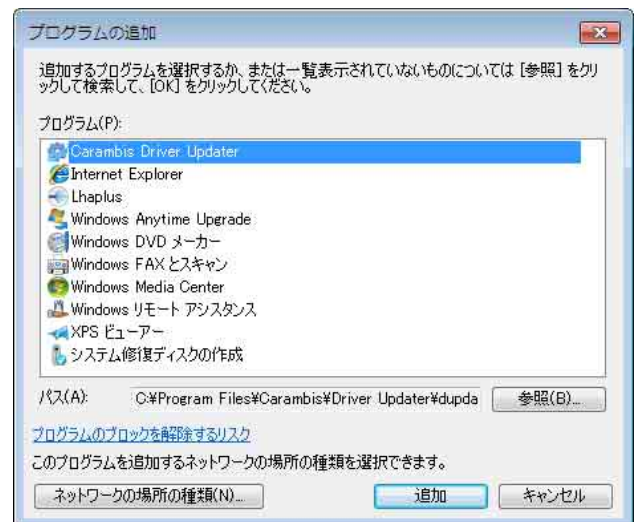 プログラムの追加
追加するプログラムを選択するか、または一覧表示されていないものについては [参照] をクリ
ックして検索して、[OK] をクリックしてください。
プログラム(P):
Carambis Driver Updater
Internet Explorer
Lhaplus
Windows Anytime Upgrade
Windows DVD メーカー
Windows FAX とスキャン
Windows Media Center
Windows リモート アシスタンス
XPS ビューアー
システム修復ディスクの作成
パス(A): C:¥Program Files¥Carambis¥Driver Updater¥dupda 参照(B)...
プログラムのブロックを解除するリスク
このプログラムを追加するネットワークの場所の種類を選択できます。
ネットワークの場所の種類(N)... 追加 キャンセル